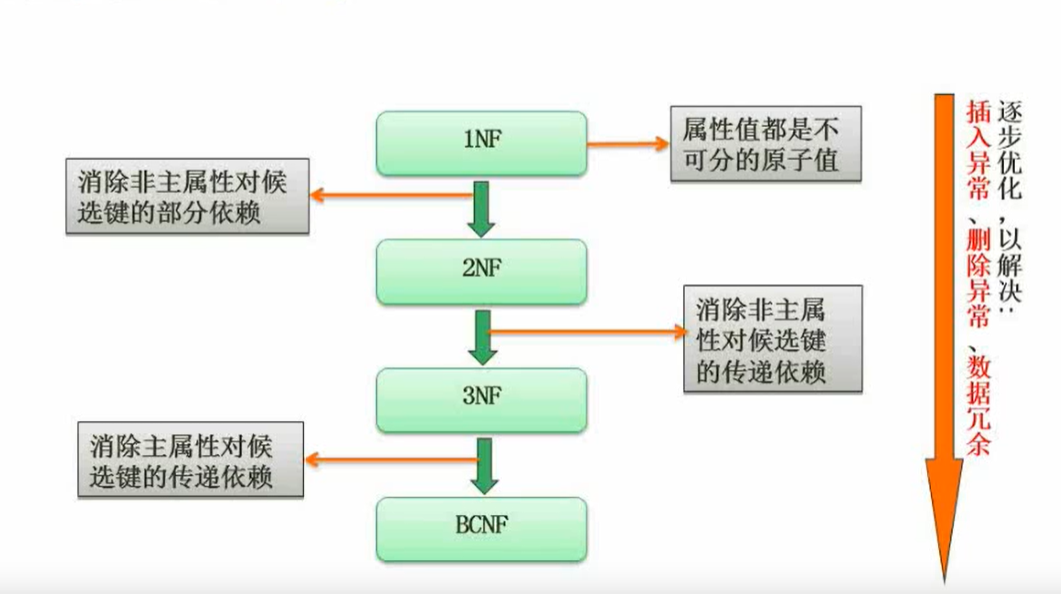 1NF
属性值都是不
可分的原子值
消除非主属性对候
选键的部分依赖
2NF
消除非主属
性对候选键
的传递依赖
3NF
消除主属性对候
选键的传递依赖
BCNF
逐步优化,以解决:
插入异常、删除异常、数据冗余